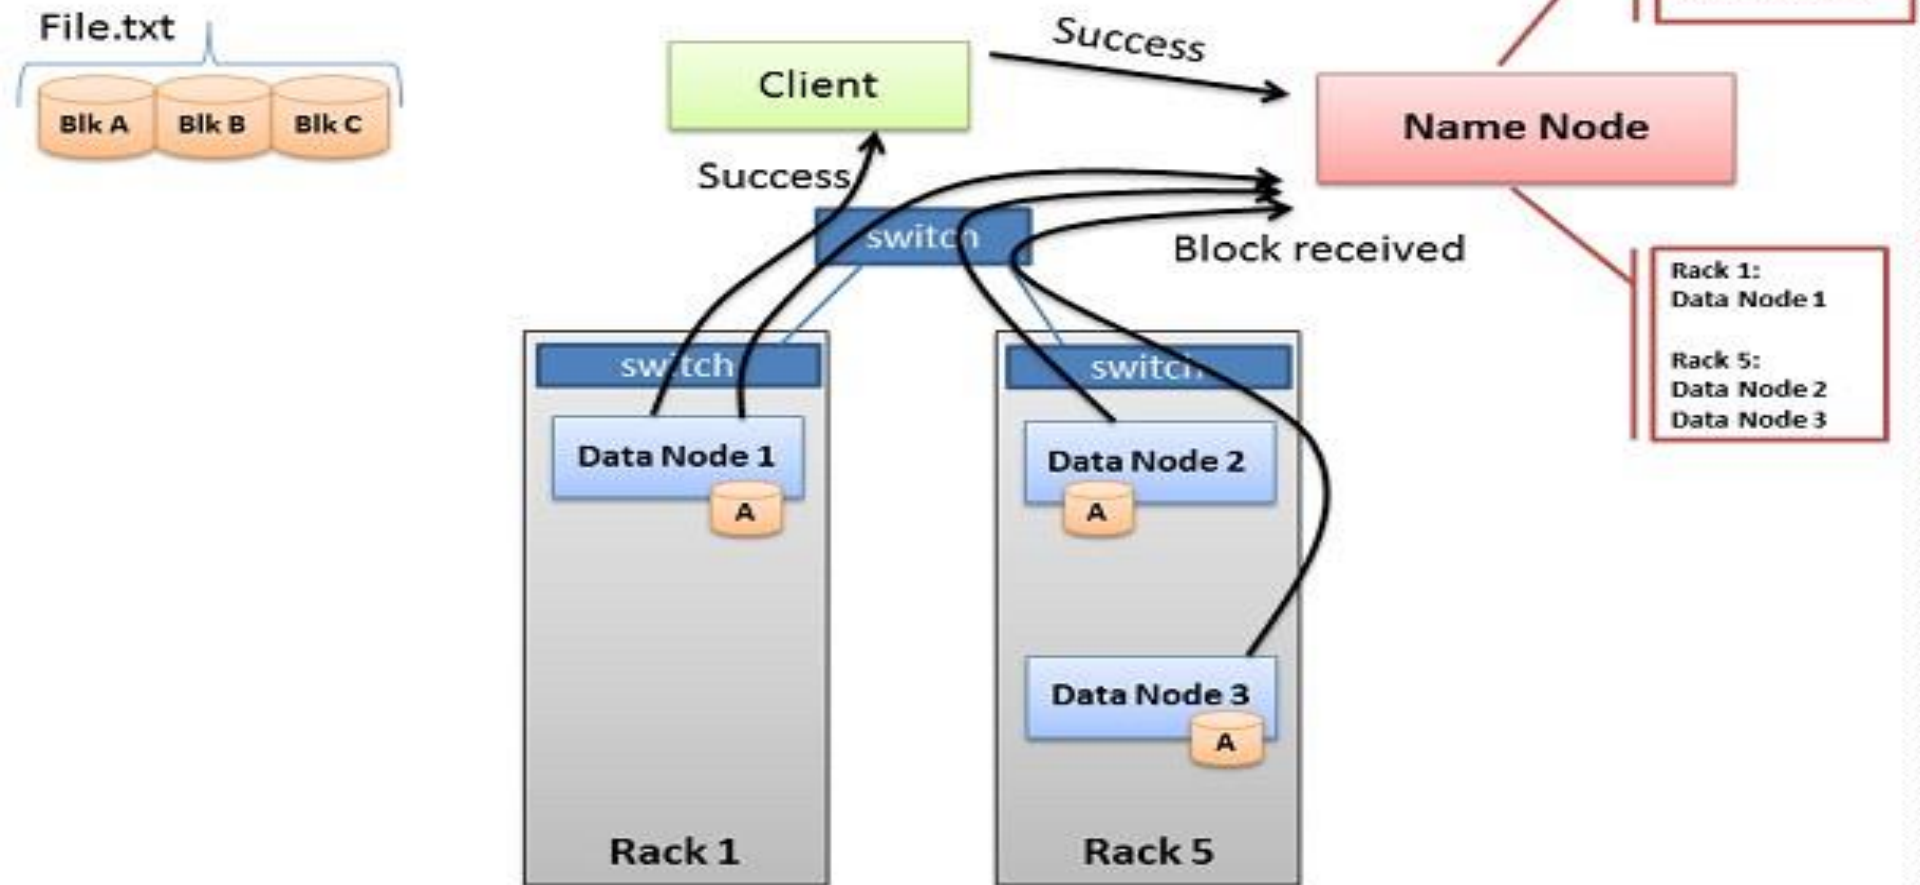 File.txt
Blk A
Blk B
Blk C
Client
Success
Name Node
Success
switch
Block received
Rack 1:
Data Node 1
Rack 5:
Data Node 2
Data Node 3
switch
switch
Data Node 1
A
Data Node 2
A
Data Node 3
A
Rack 1
Rack 5